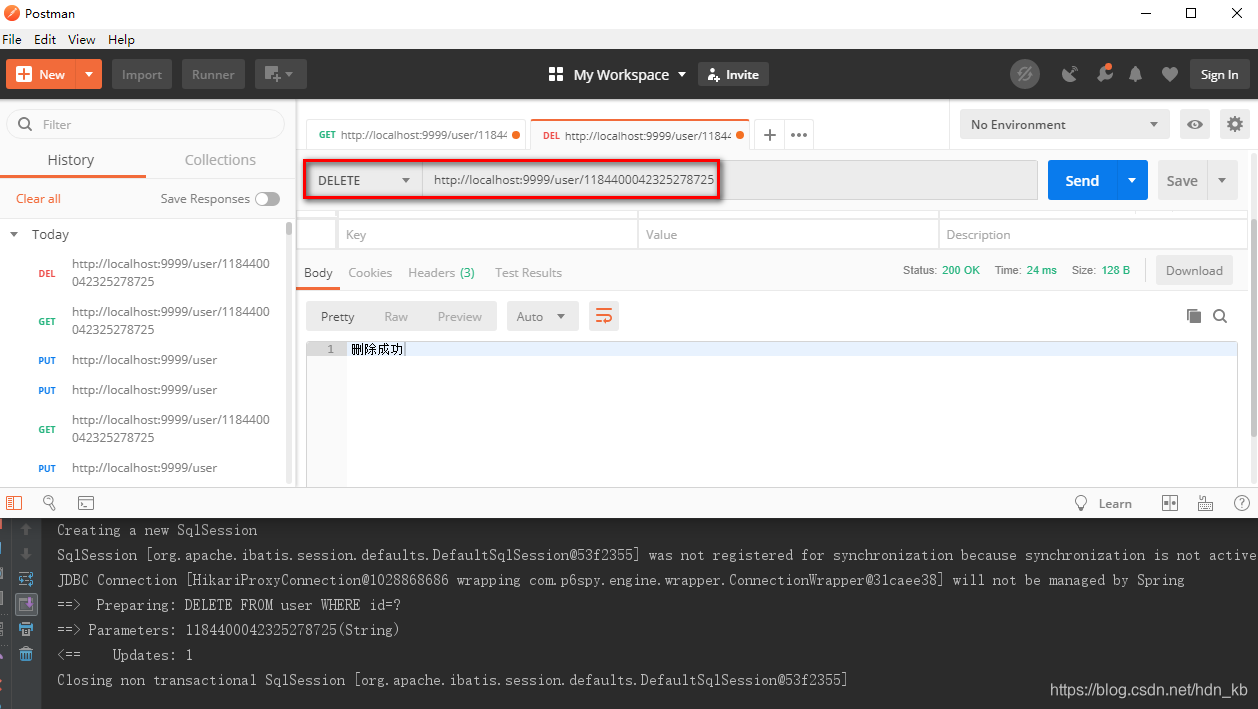 Postman
File Edit View Help
New Import Runner My Workspace Invite Sign In
Filter
History Collections
Clear all Save Responses
Today
DEL http://localhost:9999/user/1184400
042325278725
GET http://localhost:9999/user/1184400
042325278725
PUT http://localhost:9999/user
PUT http://localhost:9999/user
GET http://localhost:9999/user/1184400
042325278725
PUT http://localhost:9999/user
GET http://localhost:9999/user/11844 DEL http://localhost:9999/user/11844 + ••• No Environment
DELETE http://localhost:9999/user/1184400042325278725 Send Save
Key Value Description
Body Cookies Headers (3) Test Results Status: 200 OK Time: 24 ms Size: 128 B Download
Pretty Raw Preview Auto
1 删除成功
Learn
Creating a new SqlSession
SqlSession [org.apache.ibatis.session.defaults.DefaultSqlSession@53f2355] was not registered for synchronization because synchronization is not active
JDBC Connection [HikariProxyConnection@1028868686 wrapping com.p6spy.engine.wrapper.ConnectionWrapper@31caee38] will not be managed by Spring
==>  Preparing: DELETE FROM user WHERE id=?
==> Parameters: 1184400042325278725(String)
<==    Updates: 1
Closing non transactional SqlSession [org.apache.ibatis.session.defaults.DefaultSqlSession@53f2355]
https://blog.csdn.net/hdn_kb